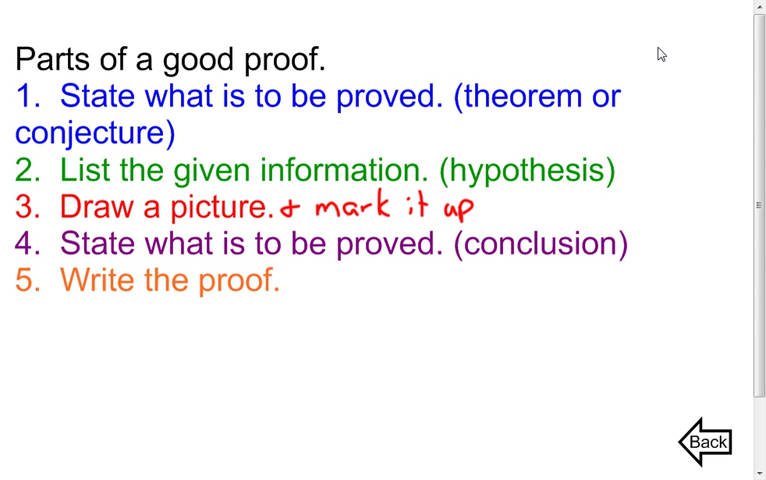 Parts of a good proof.
1.  State what is to be proved. (theorem or
conjecture)
2.  List the given information. (hypothesis)
3.  Draw a picture. & mark it up
4.  State what is to be proved. (conclusion)
5.  Write the proof.
Back